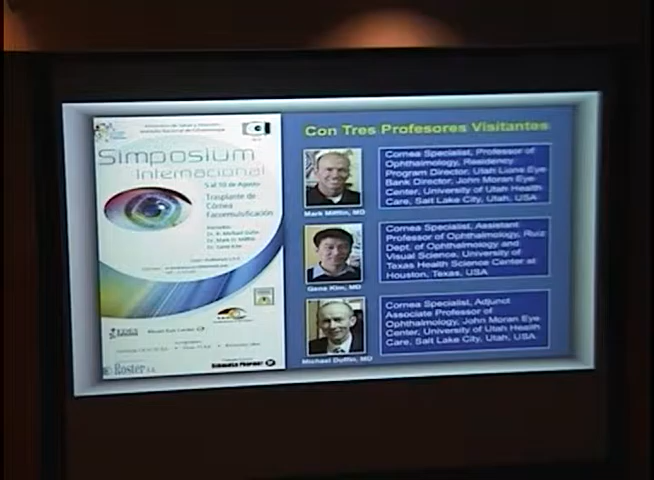 Simposium
Internacional
5 al 10 de Agosto
Trasplante de
Córnea
Facoemulsificación
Con Tres Profesores Visitantes
Cornea Specialist, Professor of
Ophthalmology, Residency
Program Director, Utah Lions Eye
Bank Director, John Moran Eye
Center, University of Utah Health
Care, Salt Lake City, Utah, USA
Mark Mifflin, MD
Cornea Specialist, Assistant
Professor of Ophthalmology, Ruiz
Dept. of Ophthalmology and
Visual Science, University of
Texas Health Science Center at
Houston, Texas, USA
Gene Kim, MD
Cornea Specialist, Adjunct
Associate Professor of
Ophthalmology, John Moran Eye
Center, University of Utah Health
Care, Salt Lake City, Utah, USA
Michael Duffin, MD
Moran Eye Center
Roster